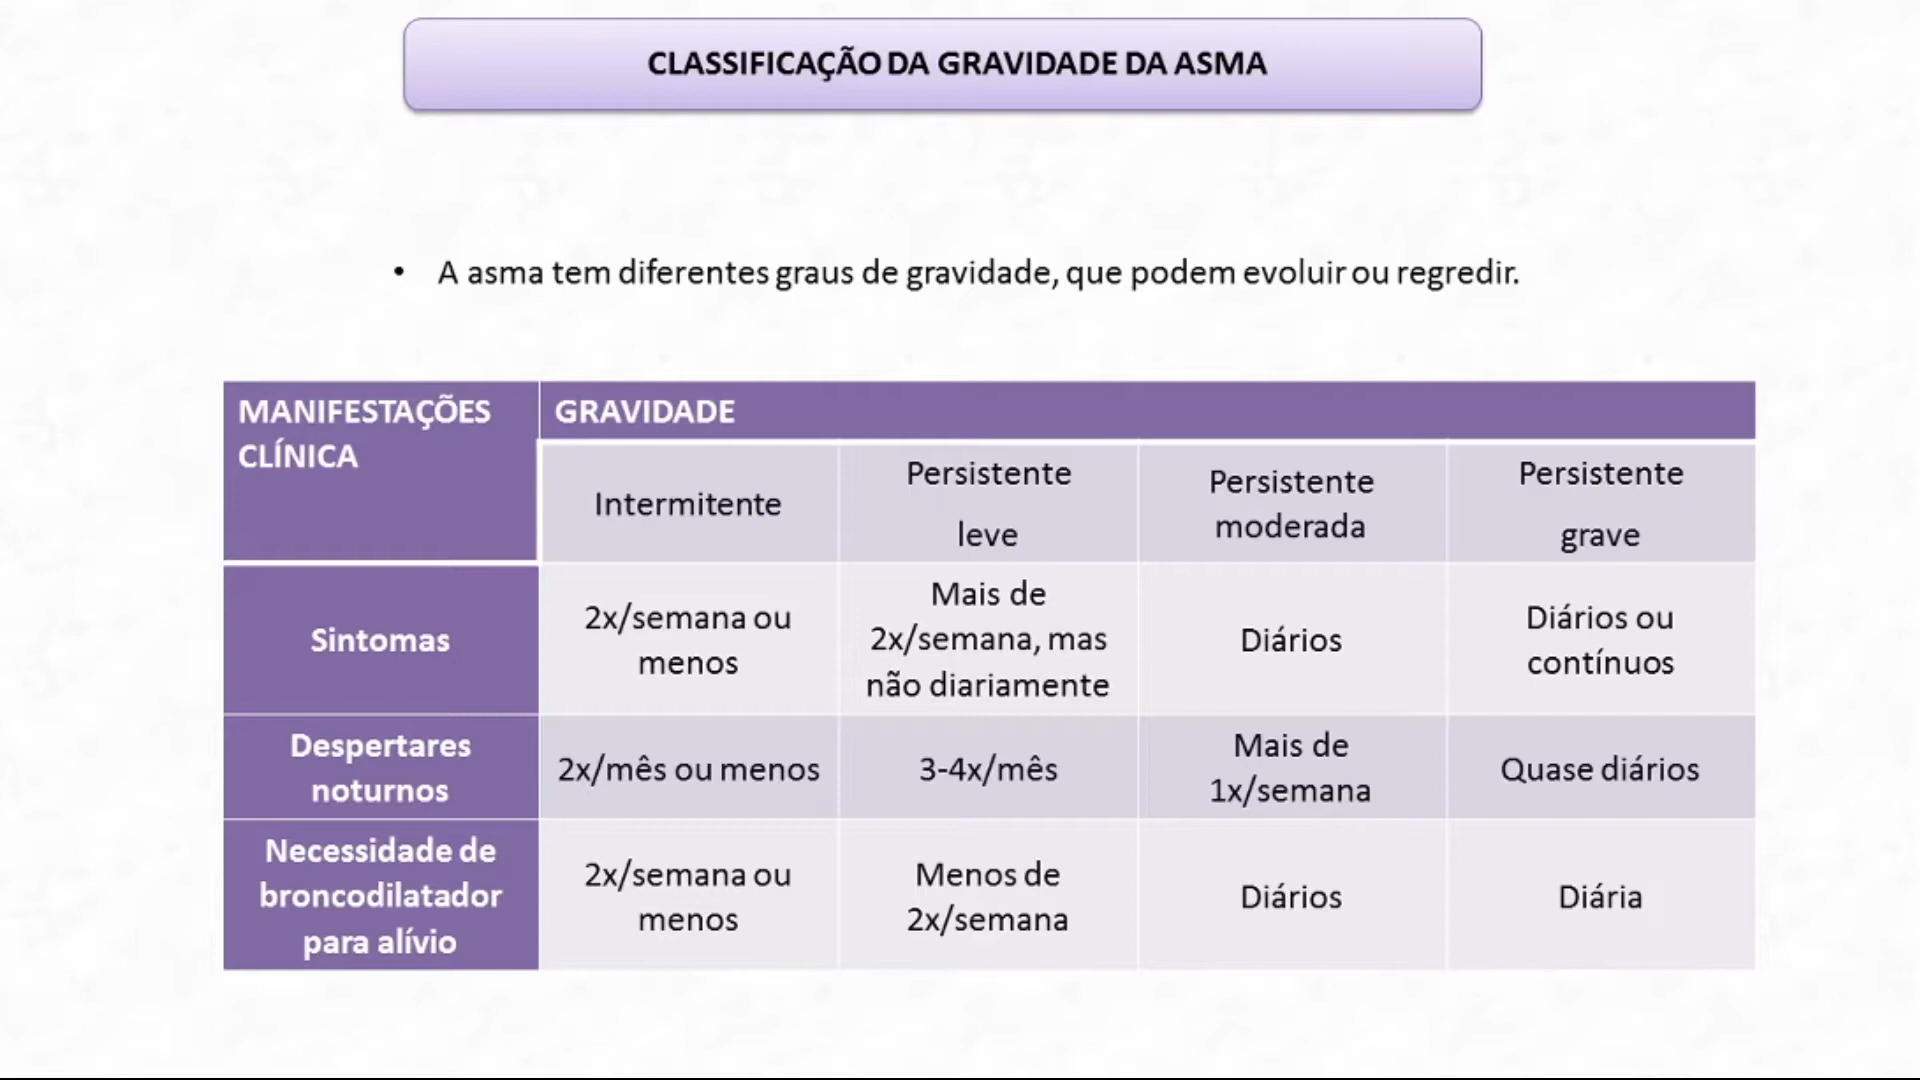 CLASSIFICAÇÃO DA GRAVIDADE DA ASMA
• A asma tem diferentes graus de gravidade, que podem evoluir ou regredir.
MANIFESTAÇÕES
CLÍNICA
GRAVIDADE
Intermitente
Persistente
leve
Persistente
moderada
Persistente
grave
Sintomas
2x/semana ou
menos
Mais de
2x/semana, mas
não diariamente
Diários
Diários ou
contínuos
Despertares
noturnos
2x/mês ou menos
3-4x/mês
Mais de
1x/semana
Quase diários
Necessidade de
broncodilatador
para alívio
2x/semana ou
menos
Menos de
2x/semana
Diários
Diária